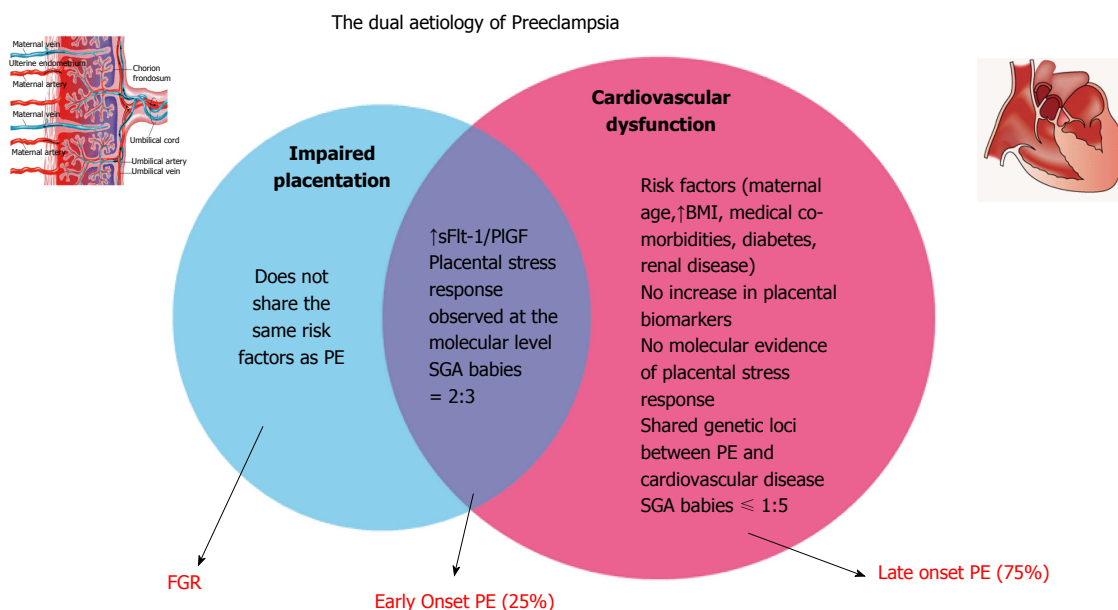 The dual aetiology of Preeclampsia
Maternal vein
Ulterine endometrium
Maternal artery
Maternal vein
Maternal artery
Chorion
frondosum
Umbilical cord
Umbilical artery
Umbilical vein
Impaired
placentation
Does not
share the
same risk
factors as PE
↑sFlt-1/PlGF
Placental stress
response
observed at the
molecular level
SGA babies
= 2:3
Cardiovascular
dysfunction
Risk factors (maternal
age,↑BMI, medical co-
morbidities, diabetes,
renal disease)
No increase in placental
biomarkers
No molecular evidence
of placental stress
response
Shared genetic loci
between PE and
cardiovascular disease
SGA babies ⩽ 1:5
FGR
Early Onset PE (25%)
Late onset PE (75%)